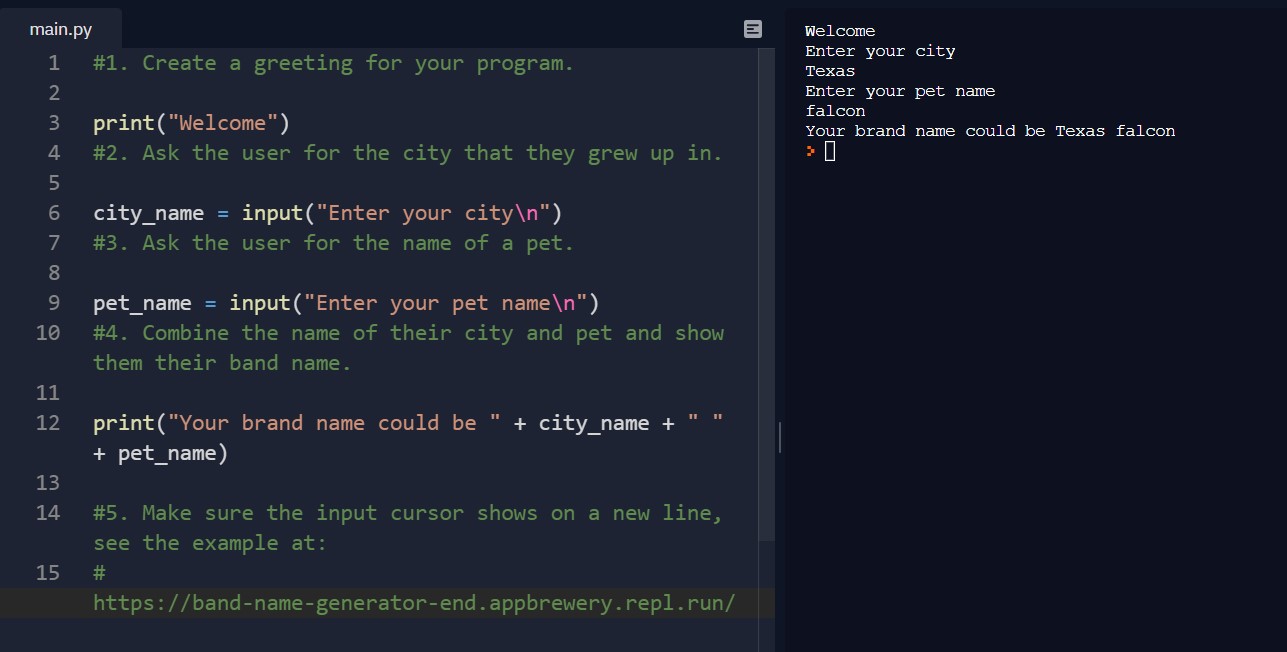 main.py
1 #1. Create a greeting for your program.
2
3 print("Welcome")
4 #2. Ask the user for the city that they grew up in.
5
6 city_name = input("Enter your city\n")
7 #3. Ask the user for the name of a pet.
8
9 pet_name = input("Enter your pet name\n")
10 #4. Combine the name of their city and pet and show
them their band name.
11
12 print("Your brand name could be " + city_name + " "
+ pet_name)
13
14 #5. Make sure the input cursor shows on a new line,
see the example at:
15 #
https://band-name-generator-end.appbrewery.repl.run/
Welcome
Enter your city
Texas
Enter your pet name
falcon
Your brand name could be Texas falcon